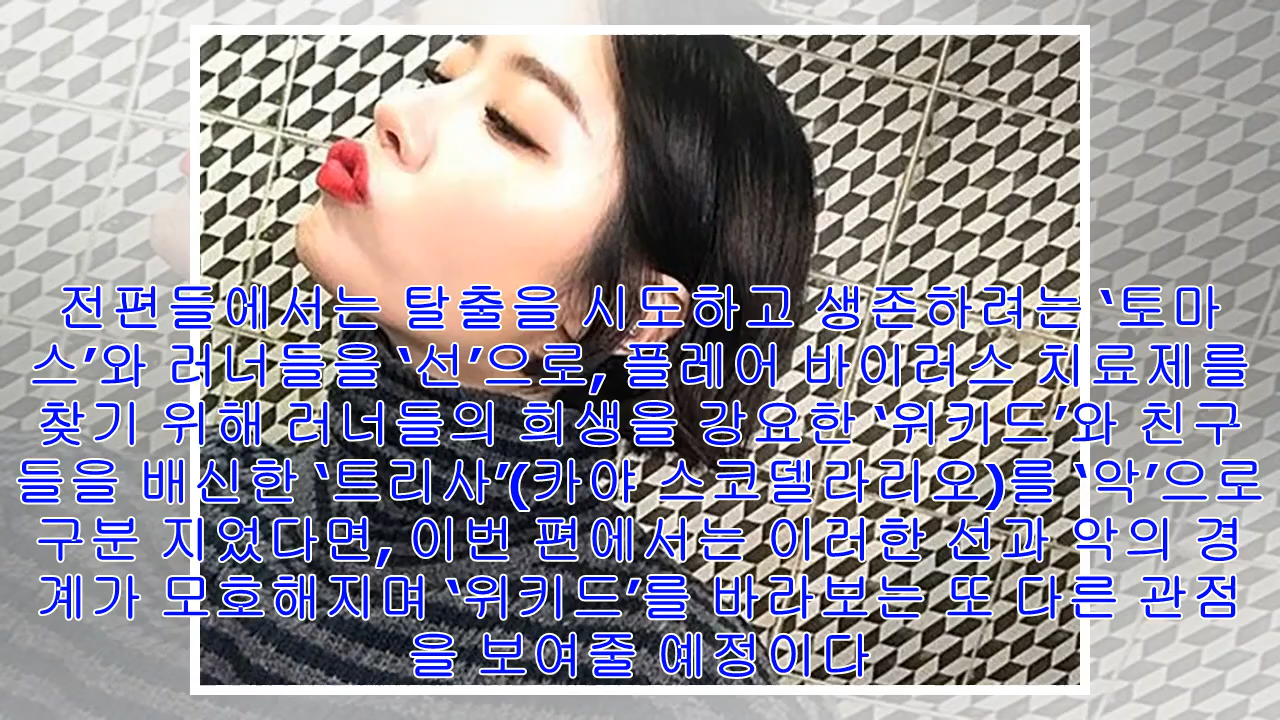 전편들에서는 탈출을 시도하고 생존하려는 ‘토마
스’와 러너들을 ‘선’으로, 플레어 바이러스 치료제를
찾기 위해 러너들의 희생을 강요한 ‘위키드’와 친구
들을 배신한 ‘트리사’(카야 스코델라리오)를 ‘악’으로
구분 지었다면, 이번 편에서는 이러한 선과 악의 경
계가 모호해지며 ‘위키드’를 바라보는 또 다른 관점
을 보여줄 예정이다